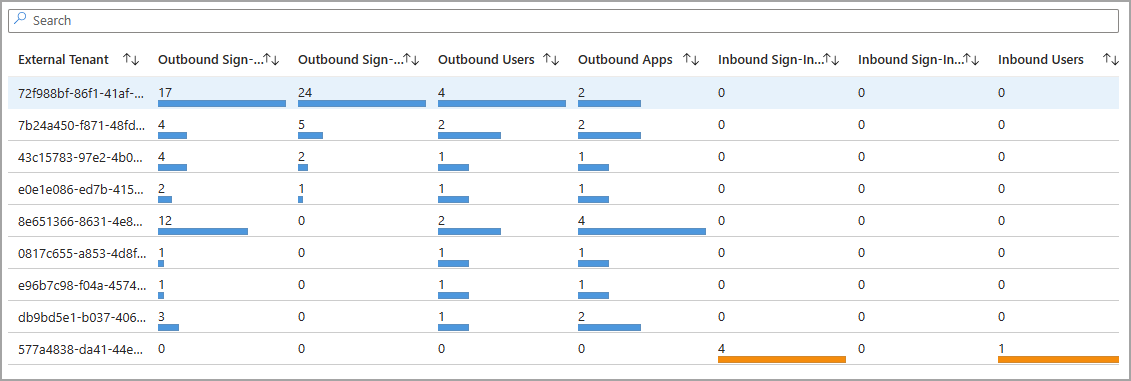 Search
External Tenant Outbound Sign-... Outbound Sign-... Outbound Users Outbound Apps Inbound Sign-In... Inbound Sign-In... Inbound Users
72f988bf-86f1-41af-... 17 24 4 2 0 0 0
7b24a450-f871-48fd... 4 5 2 2 0 0 0
43c15783-97e2-4b0... 4 2 1 1 0 0 0
e0e1e086-ed7b-415... 2 1 1 1 0 0 0
8e651366-8631-4e8... 12 0 2 4 0 0 0
0817c655-a853-4d8f... 1 0 1 1 0 0 0
e96b7c98-f04a-4574... 1 0 1 1 0 0 0
db9bd5e1-b037-406... 3 0 1 2 0 0 0
577a4838-da41-44e... 0 0 0 0 4 0 1